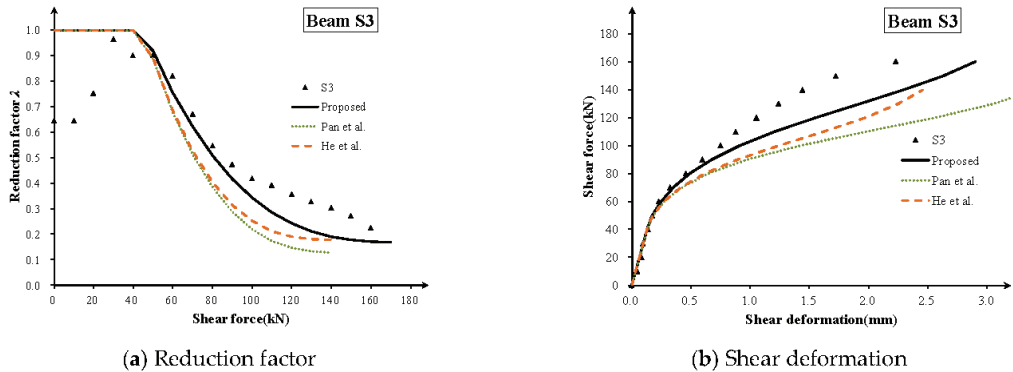 Beam S3
1.0
0.9
0.8
0.7
0.6
0.5
0.4
0.3
0.2
0.1
0.0
Reduction factor λ
0 20 40 60 80 100 120 140 160 180
Shear force(kN)
S3
Proposed
Pan et al.
He et al.
(a) Reduction factor
Beam S3
180
160
140
120
100
80
60
40
20
0
Shear force(kN)
0.0 0.5 1.0 1.5 2.0 2.5 3.0
Shear deformation(mm)
S3
Proposed
Pan et al.
He et al.
(b) Shear deformation